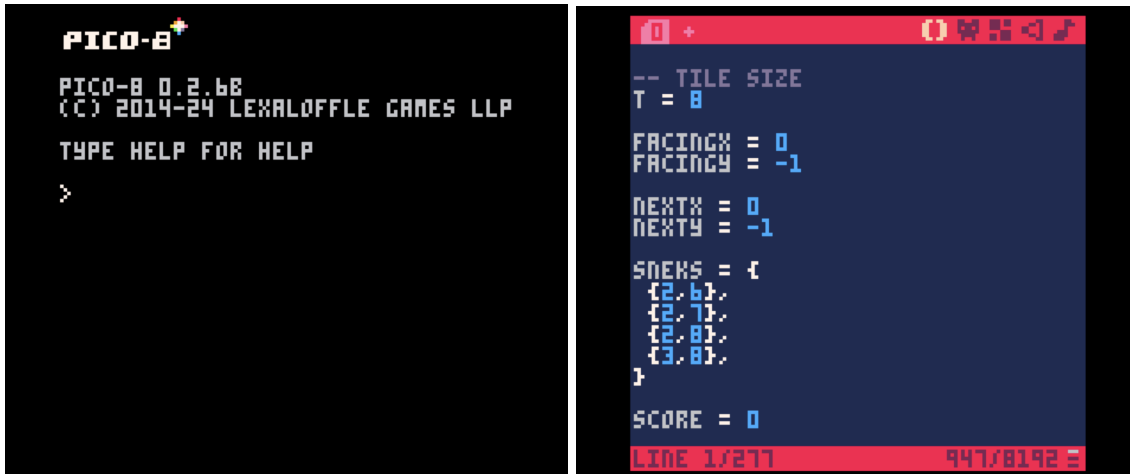 PICO-8
PICO-8 0.2.6B
(C) 2014-24 LEXALOFFLE GAMES LLP
TYPE HELP FOR HELP
>
0 +
-- TILE SIZE
T = 8
FACINGX = 0
FACINGY = -1
NEXTX = 0
NEXTY = -1
SNEKS = {
{2,6},
{2,7},
{2,8},
{3,8},
}
SCORE = 0
LINE 1/277
947/8192